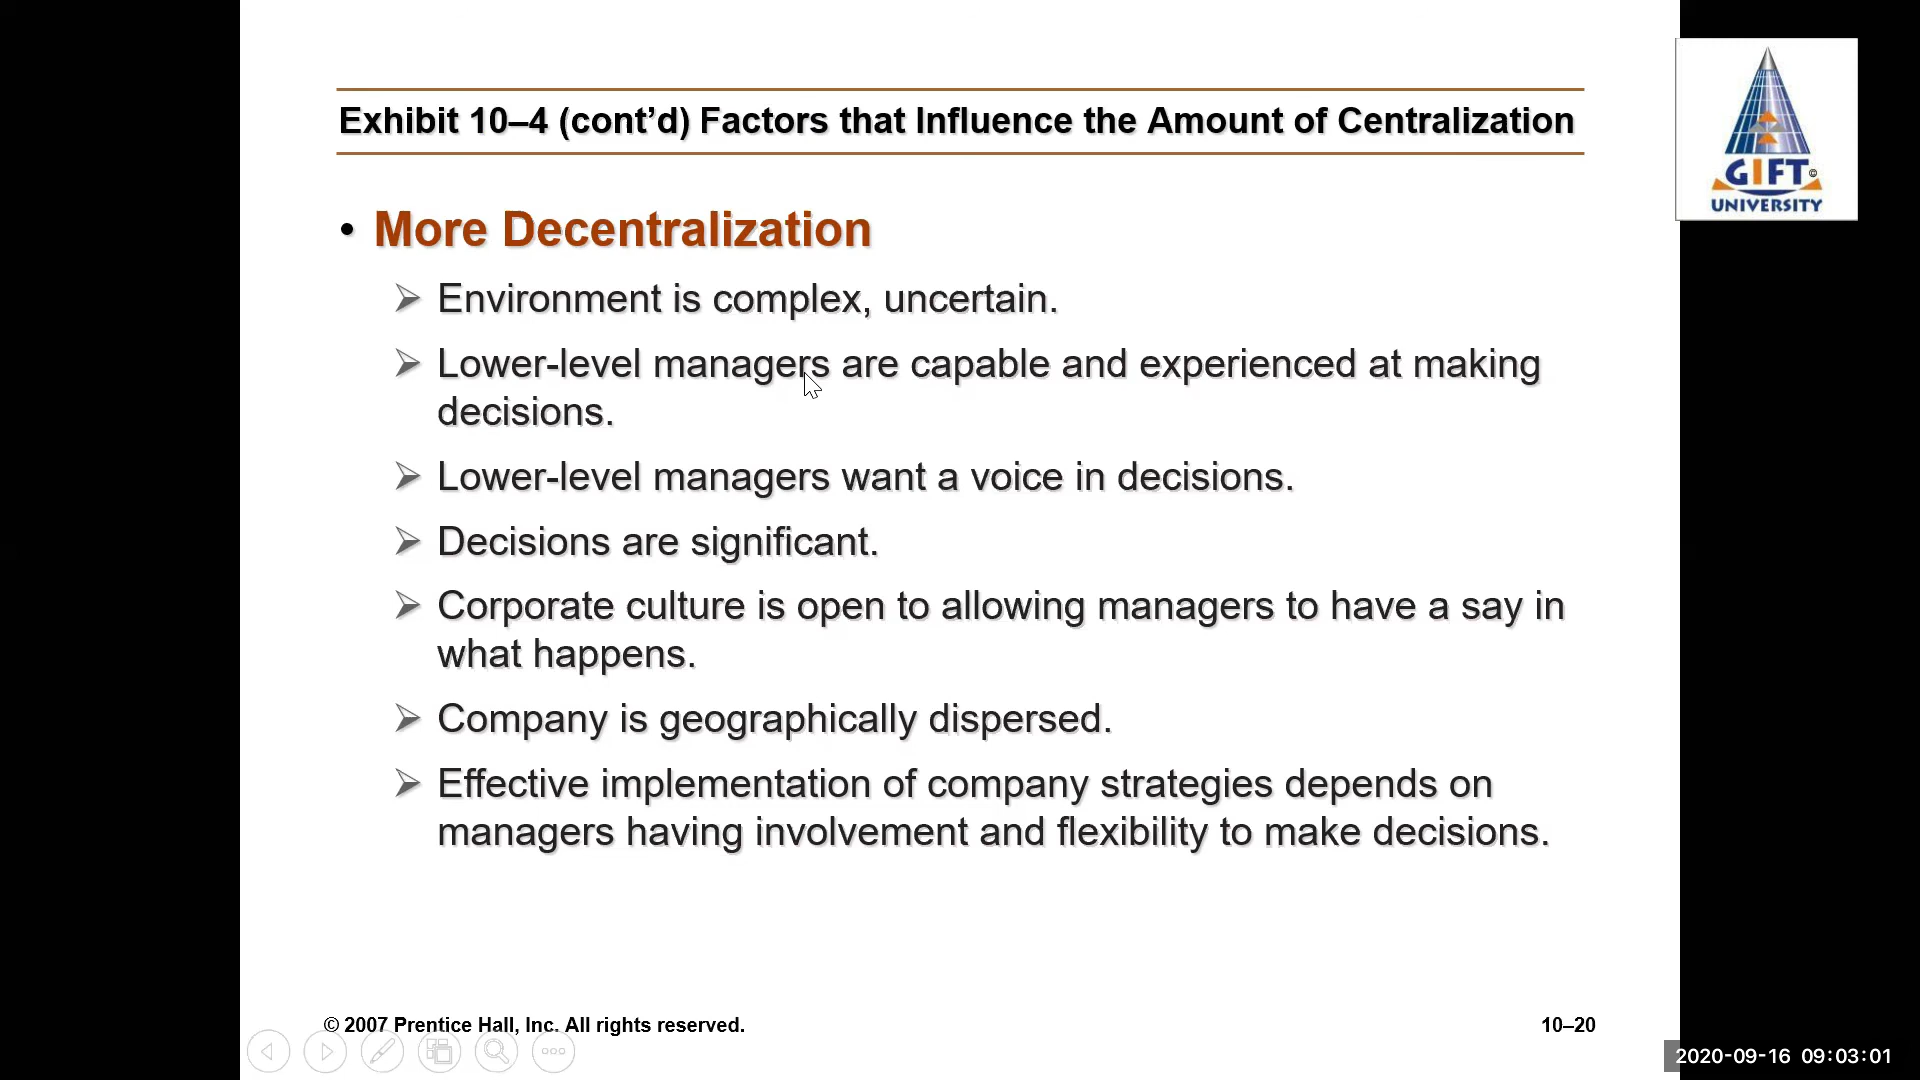 Exhibit 10–4 (cont’d) Factors that Influence the Amount of Centralization
GIFT©
UNIVERSITY
• More Decentralization
➢ Environment is complex, uncertain.
➢ Lower-level managers are capable and experienced at making
decisions.
➢ Lower-level managers want a voice in decisions.
➢ Decisions are significant.
➢ Corporate culture is open to allowing managers to have a say in
what happens.
➢ Company is geographically dispersed.
➢ Effective implementation of company strategies depends on
managers having involvement and flexibility to make decisions.
© 2007 Prentice Hall, Inc. All rights reserved.
10–20
2020-09-16 09:03:01